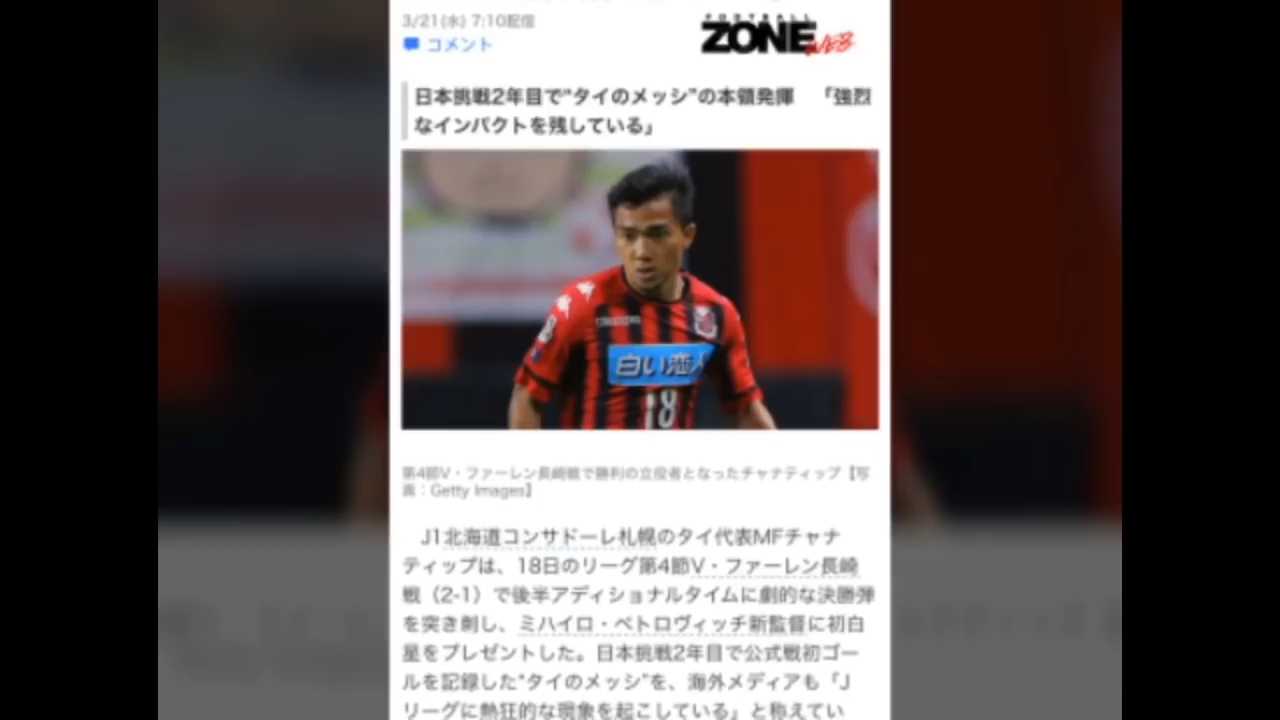 3/21(水) 7:10配信
FOOTBALL
ZONE WEB
コメント
日本挑戦2年目で“タイのメッシ”の本領発揮 「強烈
なインパクトを残している」
白い恋人
18
第4節V・ファーレン長崎戦で勝利の立役者となったチャナティップ【写
真：Getty Images】
J1北海道コンサドーレ札幌のタイ代表MFチャナ
ティップは、18日のリーグ第4節V・ファーレン長崎
戦（2-1）で後半アディショナルタイムに劇的な決勝弾
を突き刺し、ミハイロ・ペトロヴィッチ新監督に初白
星をプレゼントした。日本挑戦2年目で公式戦初ゴー
ルを記録した“タイのメッシ”を、海外メディアも「J
リーグに熱狂的な現象を起こしている」と称えてい